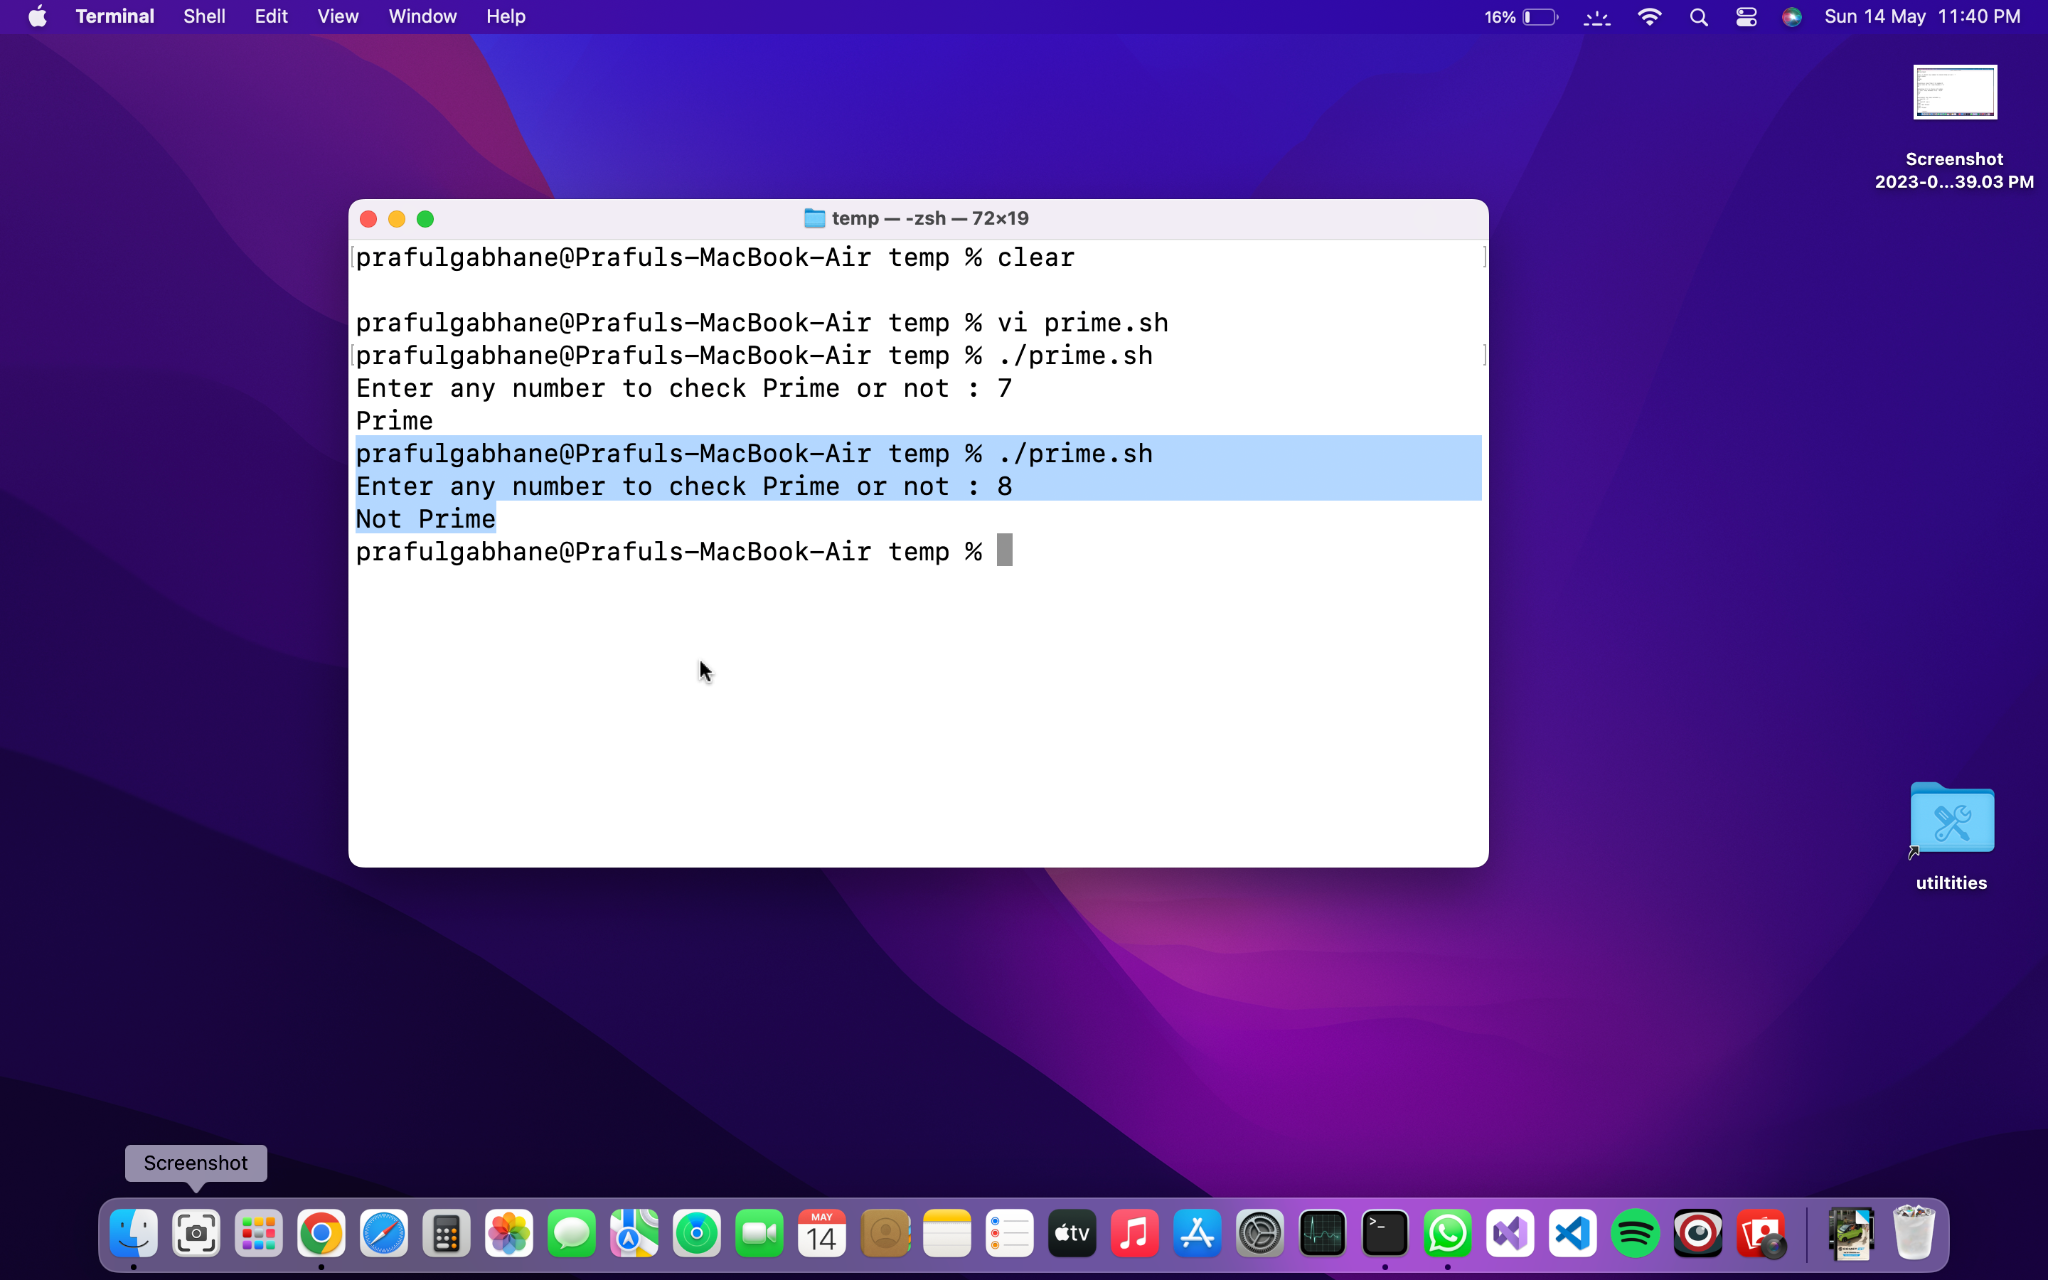 Terminal Shell Edit View Window Help 16% Sun 14 May 11:40 PM
Screenshot
2023-0...39.03 PM
temp — -zsh — 72×19
prafulgabhane@Prafuls-MacBook-Air temp % clear
prafulgabhane@Prafuls-MacBook-Air temp % vi prime.sh
prafulgabhane@Prafuls-MacBook-Air temp % ./prime.sh
Enter any number to check Prime or not : 7
Prime
prafulgabhane@Prafuls-MacBook-Air temp % ./prime.sh
Enter any number to check Prime or not : 8
Not Prime
prafulgabhane@Prafuls-MacBook-Air temp %
utiltities
Screenshot
MAY
14
tv
>_